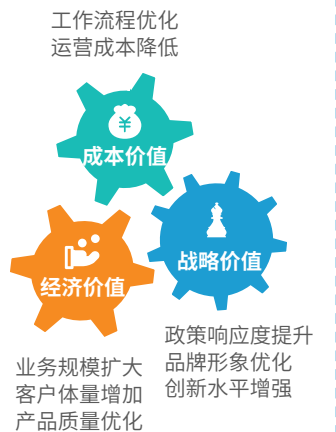 工作流程优化
运营成本降低
¥
成本价值
战略价值
经济价值
政策响应度提升
品牌形象优化
创新水平增强
业务规模扩大
客户体量增加
产品质量优化